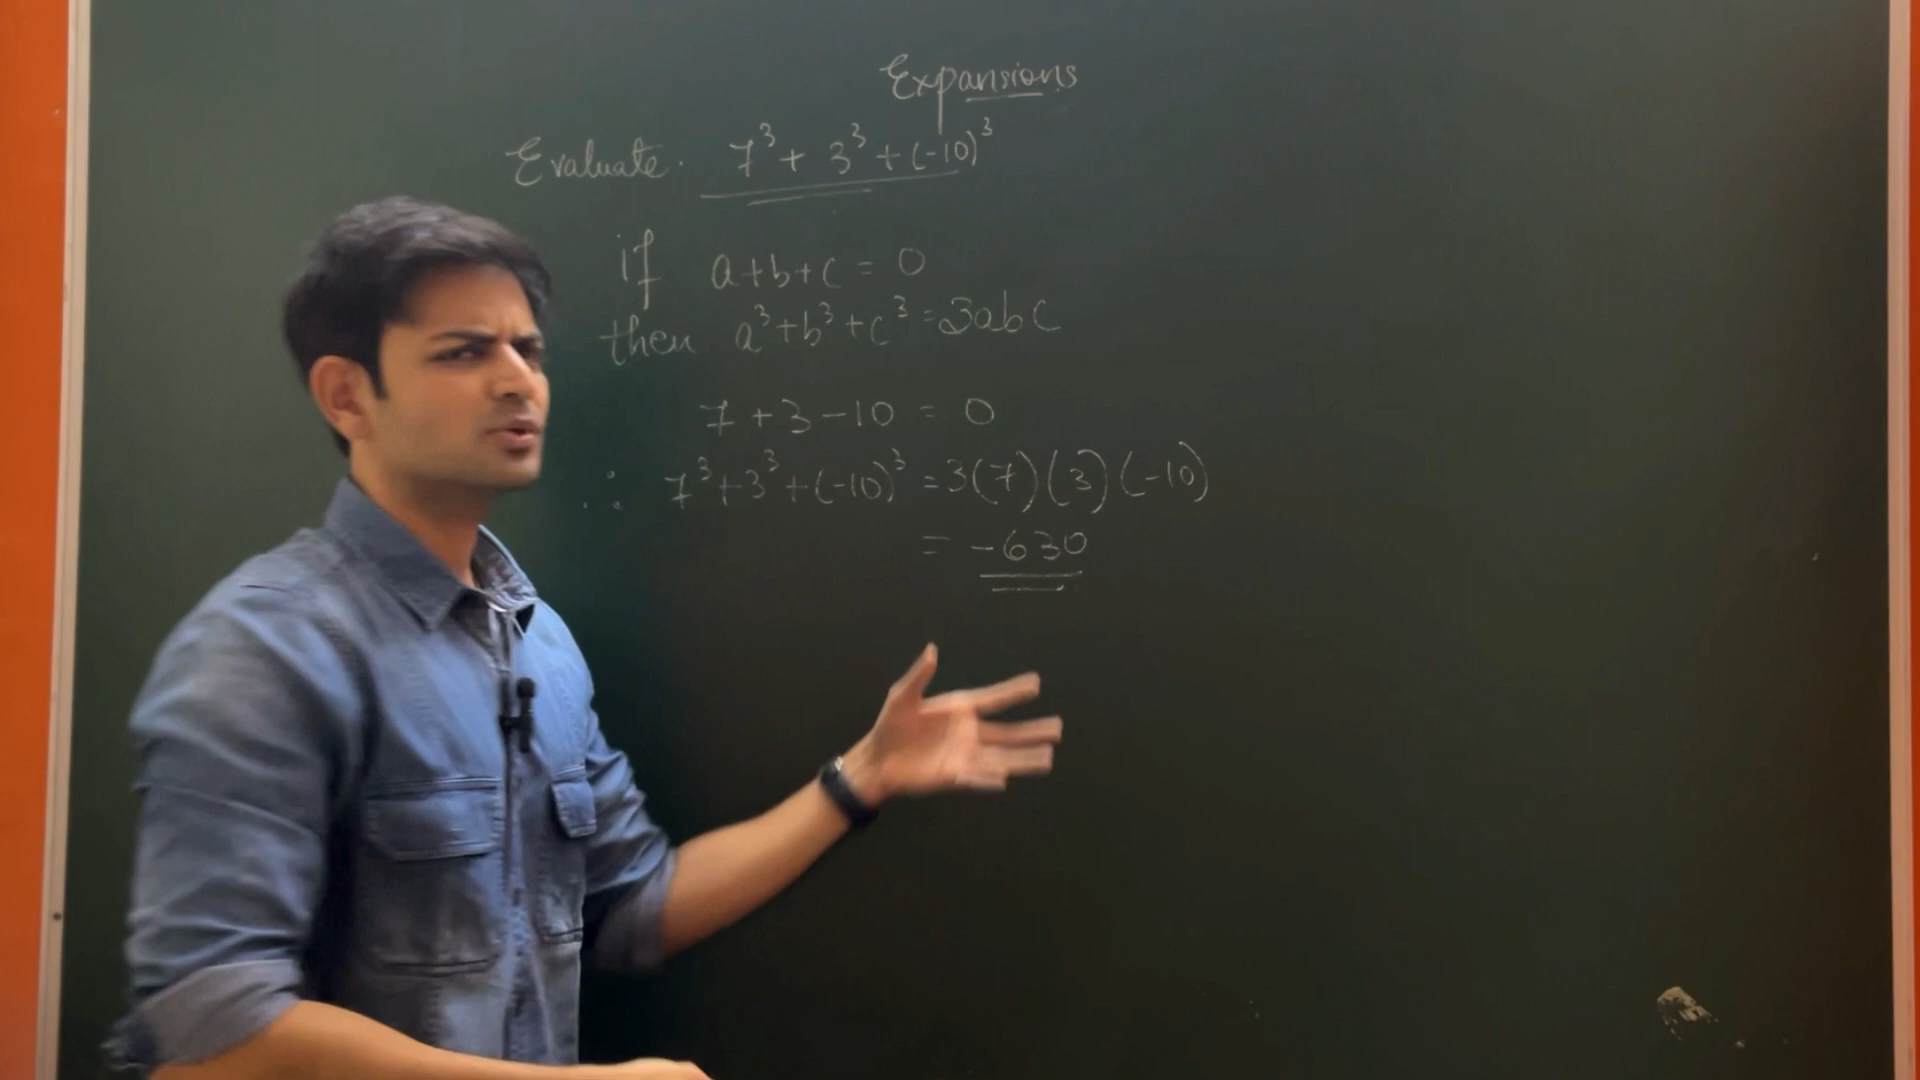 Expansions
Evaluate. 7³ + 3³ + (-10)³
if a+b+c = 0
then a³+b³+c³ = 3abc
7 + 3 - 10 = 0
∴ 7³+3³+(-10)³ = 3(7)(3)(-10)
= -630